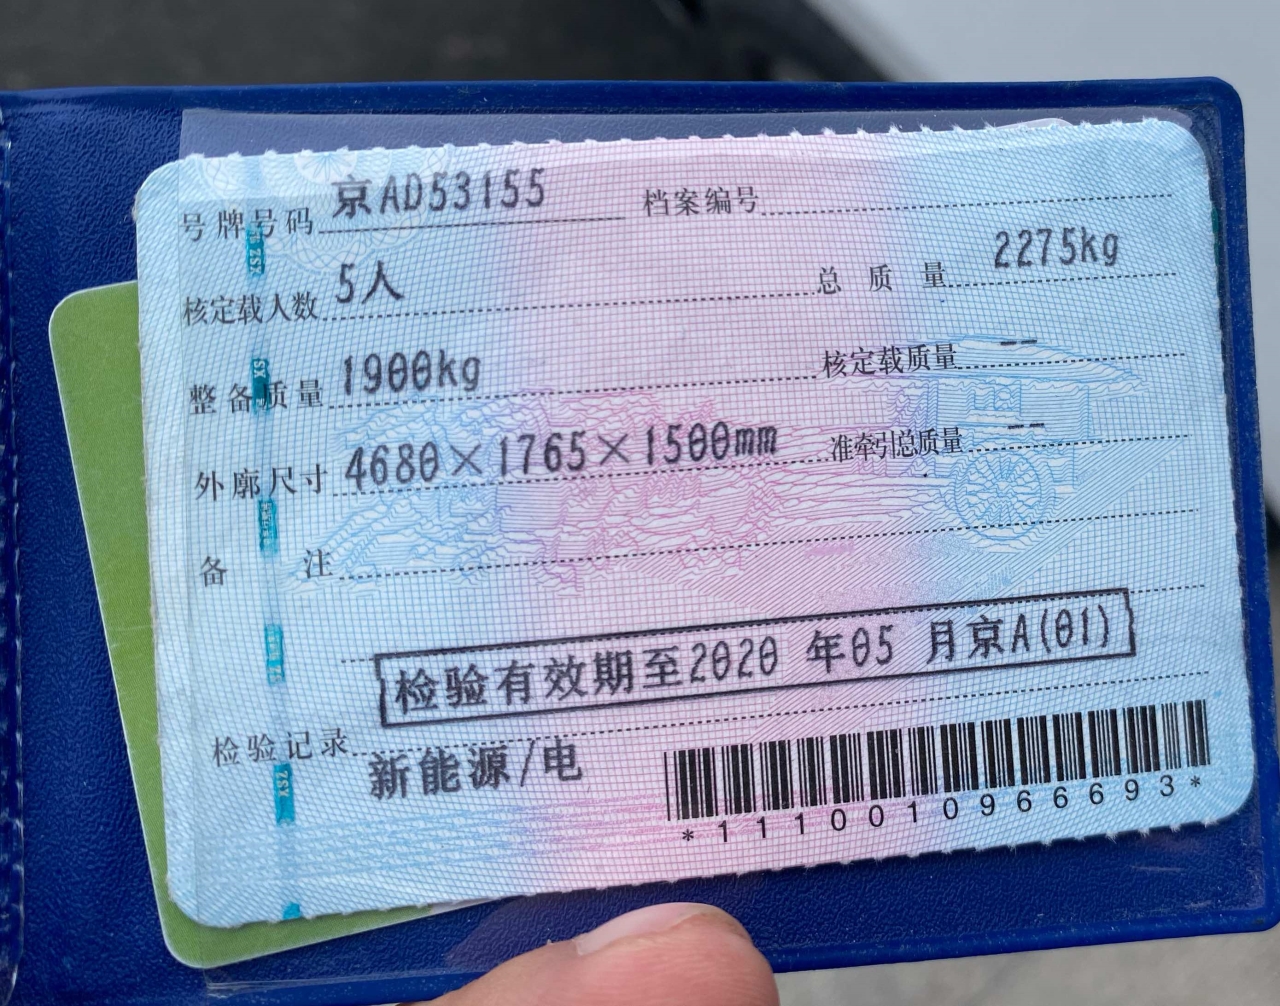 号牌号码 京AD53155 档案编号
核定载人数 5人 总质量 2275kg
整备质量 1900kg 核定载质量 --
外廓尺寸 4680×1765×1500mm 准牵引总质量 --
备注
检验有效期至2020 年05 月京A(01)
检验记录
新能源/电
*1110010966693*